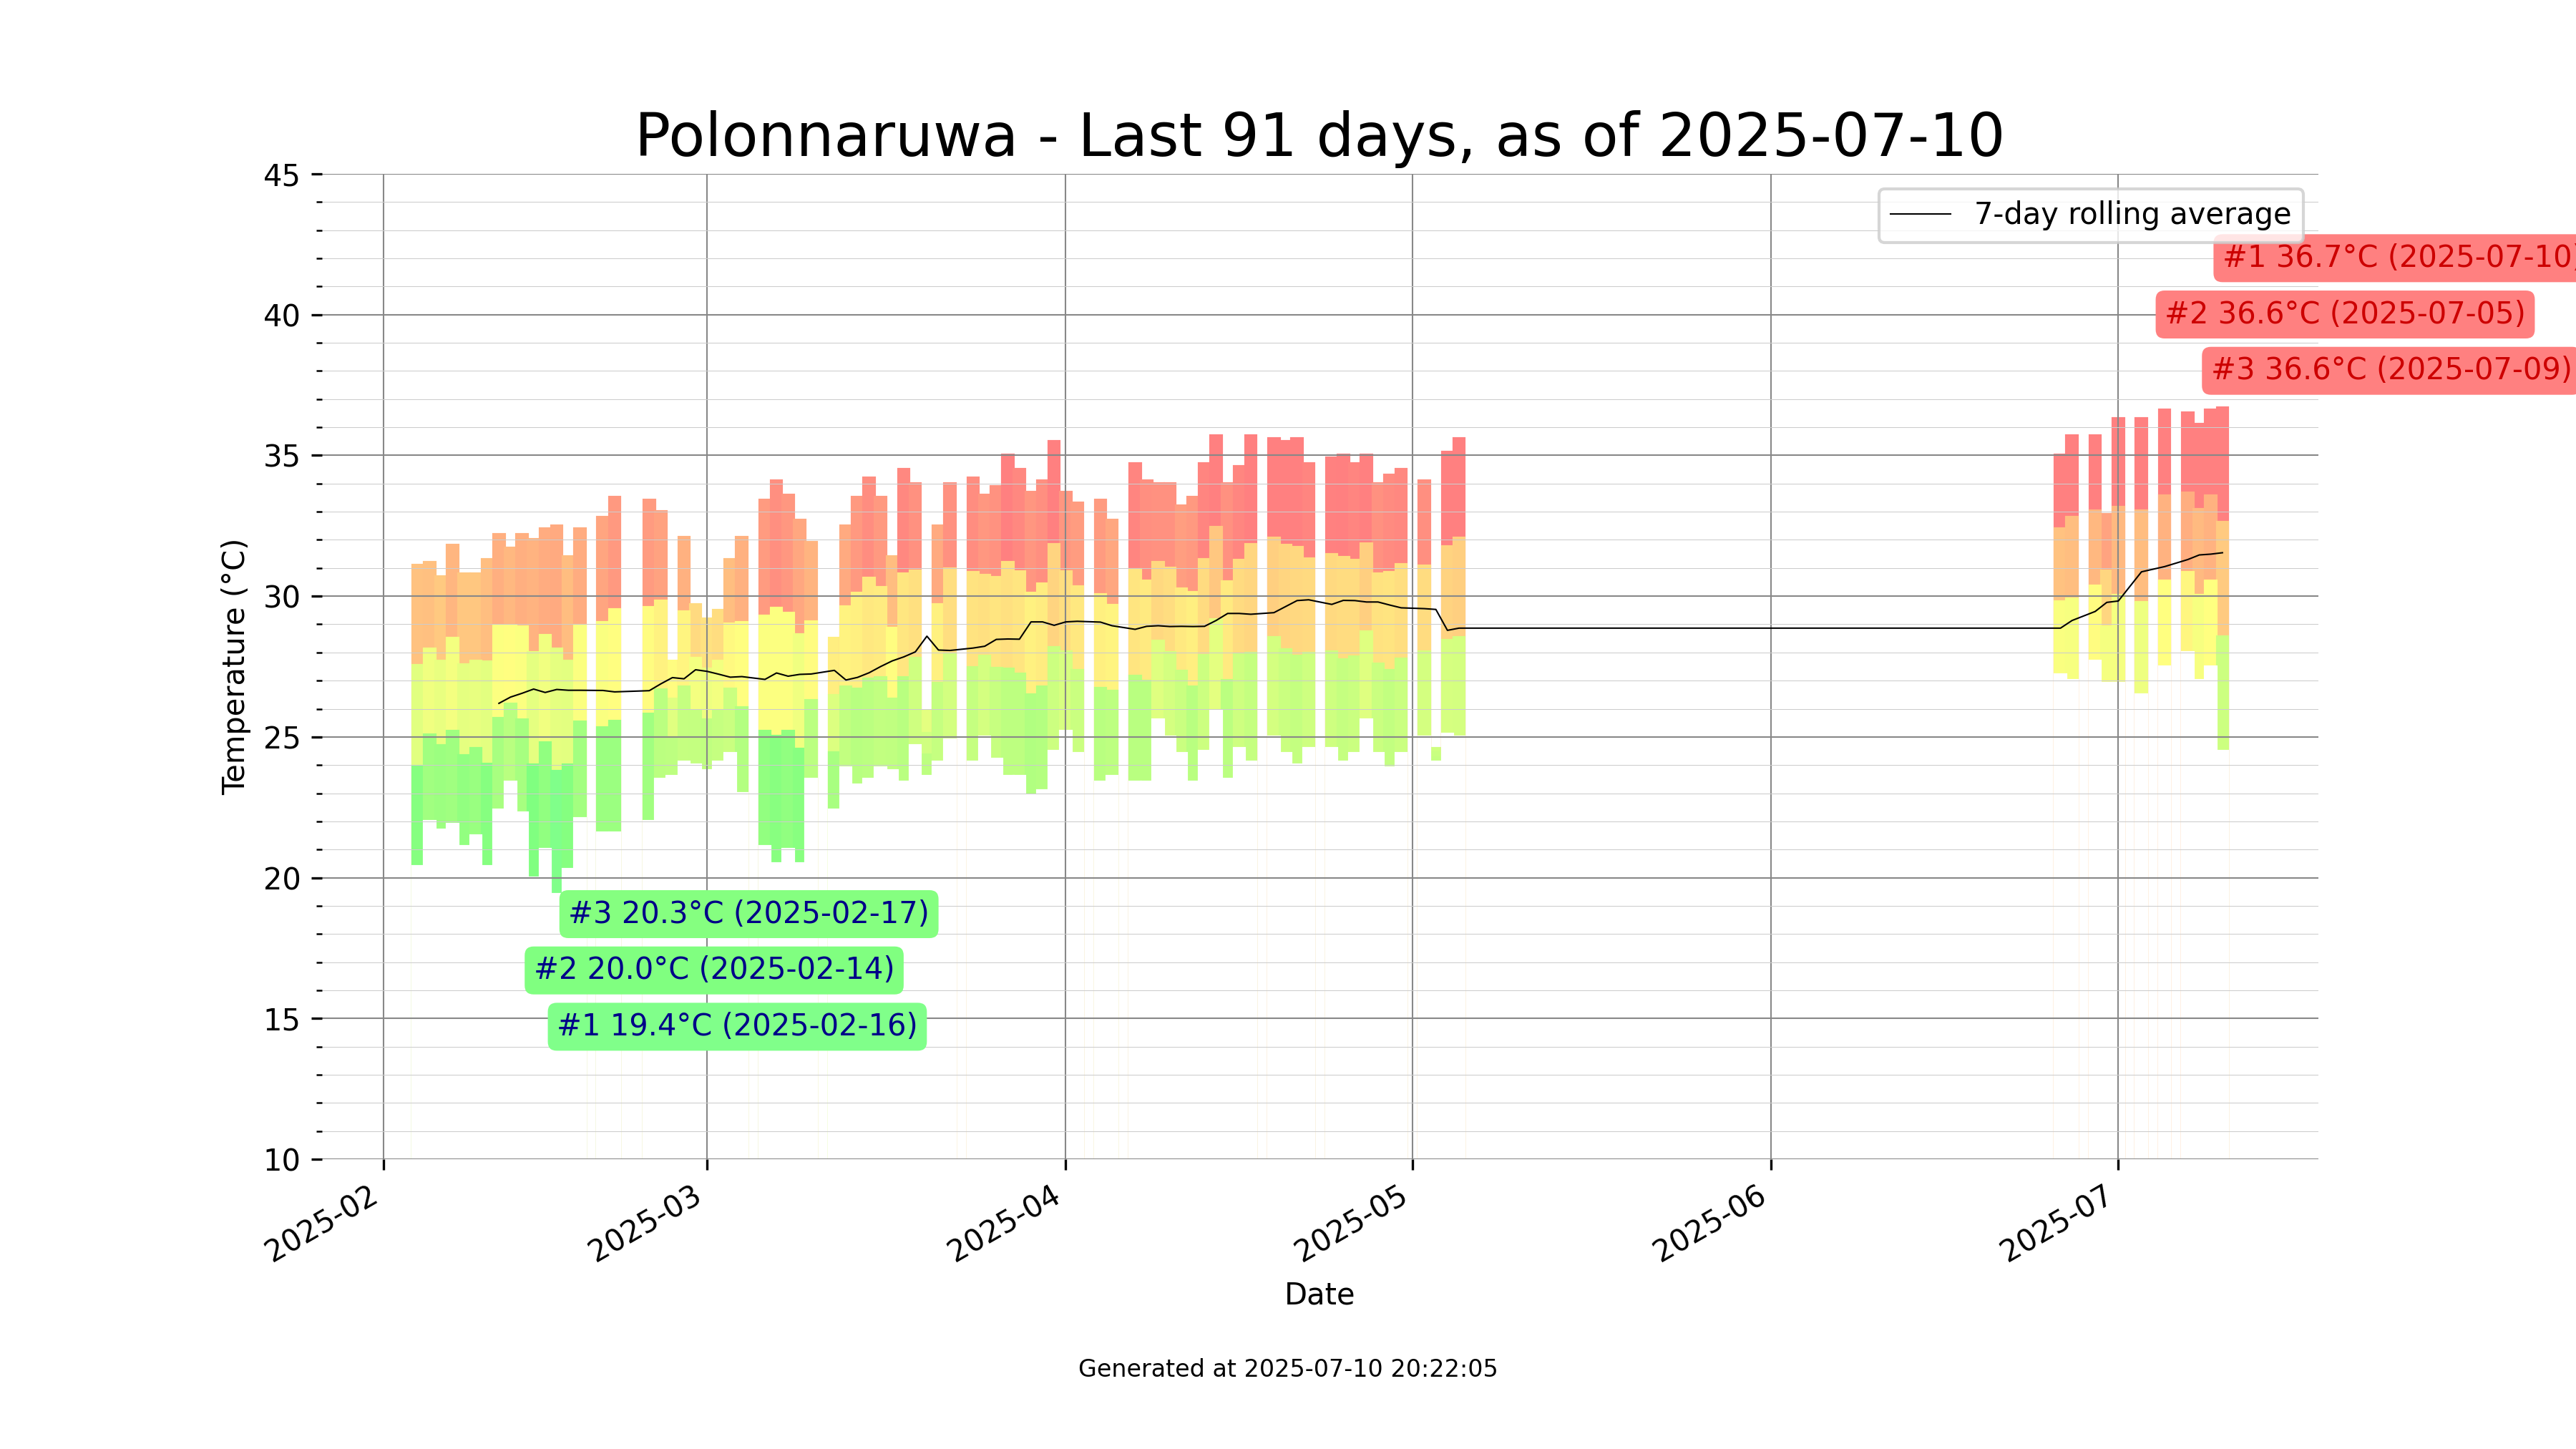 Polonnaruwa - Last 91 days, as of 2025-07-10
45
40
35
30
25
20
15
10
Temperature (°C)
7-day rolling average
#1 36.7°C (2025-07-10)
#2 36.6°C (2025-07-05)
#3 36.6°C (2025-07-09)
#3 20.3°C (2025-02-17)
#2 20.0°C (2025-02-14)
#1 19.4°C (2025-02-16)
2025-02
2025-03
2025-04
2025-05
2025-06
2025-07
Date
Generated at 2025-07-10 20:22:05